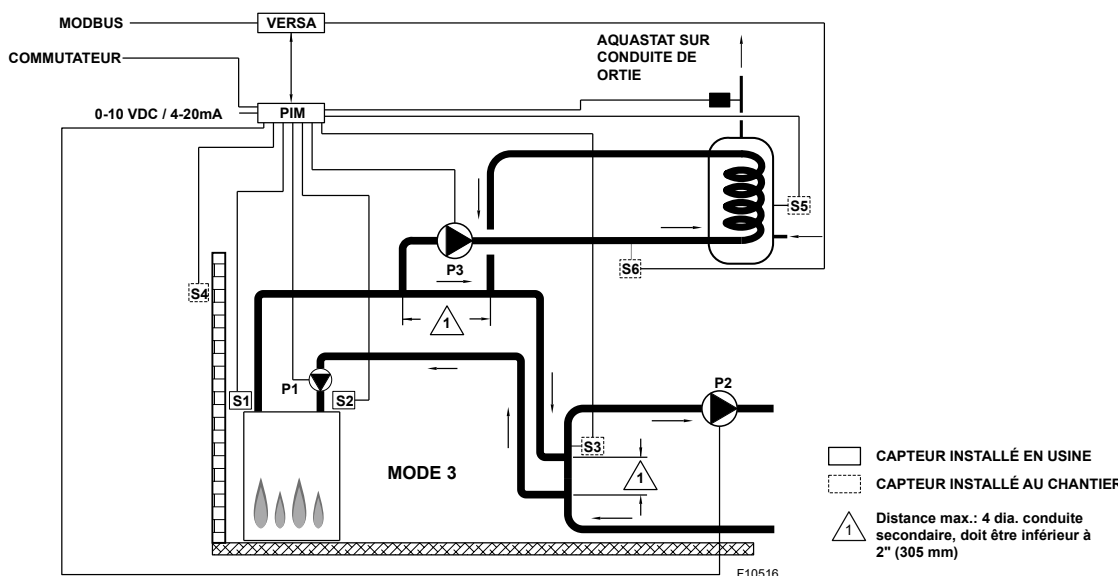 MODBUS
VERSA
COMMUTATEUR
AQUASTAT SUR
CONDUITE DE
ORTIE
0-10 VDC / 4-20mA
PIM
S5
P3
S6
S4
1
P1
S1
S2
P2
S3
MODE 3
1
CAPTEUR INSTALLÉ EN USINE
CAPTEUR INSTALLÉ AU CHANTIER
1
Distance max.: 4 dia. conduite
secondaire, doit être inférieur à
2" (305 mm)
F10516